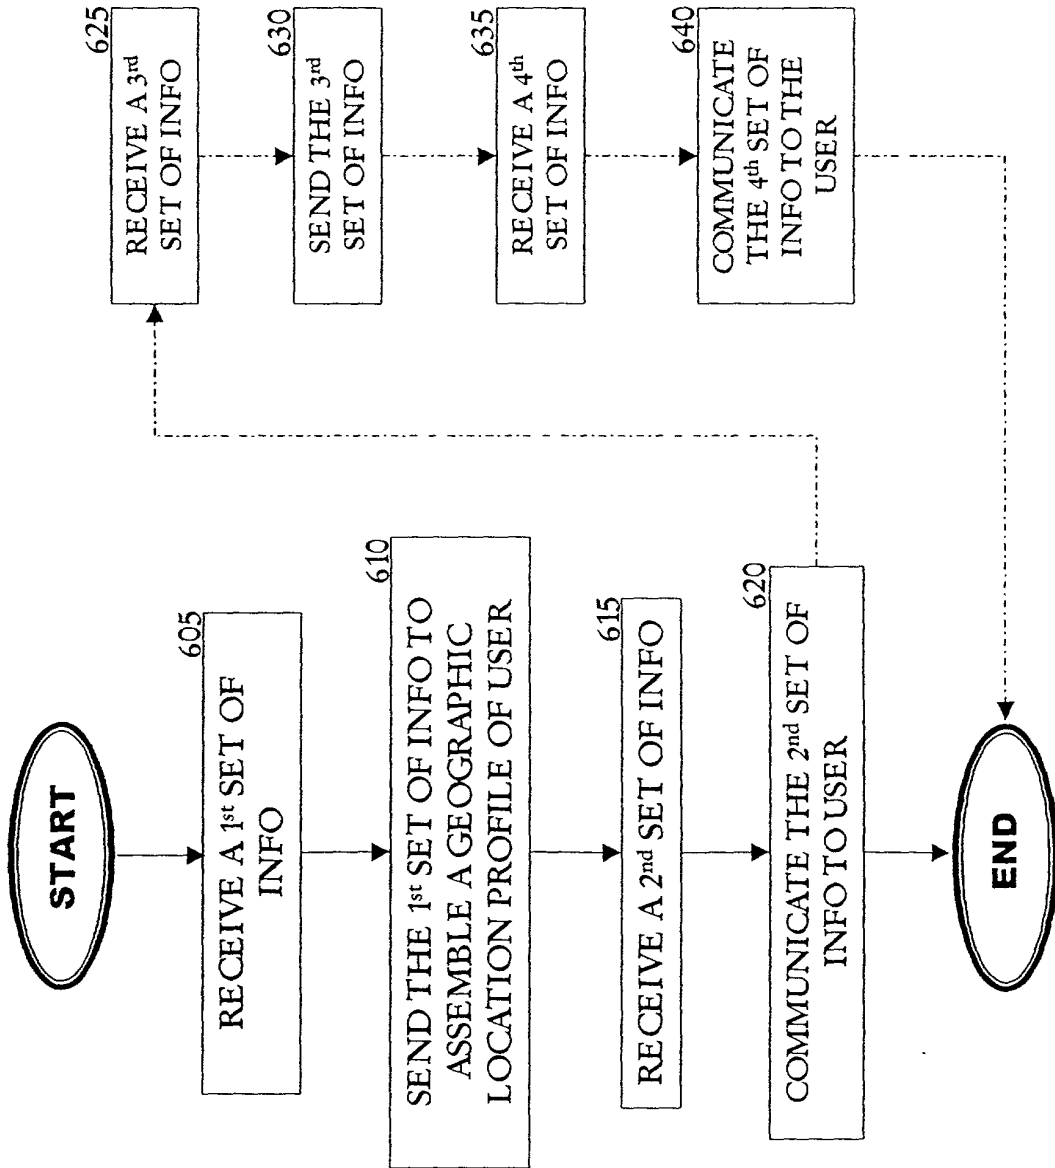 START
605
RECEIVE A 1st SET OF
INFO
610
SEND THE 1st SET OF INFO TO
ASSEMBLE A GEOGRAPHIC
LOCATION PROFILE OF USER
615
RECEIVE A 2nd SET OF INFO
620
COMMUNICATE THE 2nd SET OF
INFO TO USER
END
625
RECEIVE A 3rd
SET OF INFO
630
SEND THE 3rd
SET OF INFO
635
RECEIVE A 4th
SET OF INFO
640
COMMUNICATE
THE 4th SET OF
INFO TO THE
USER